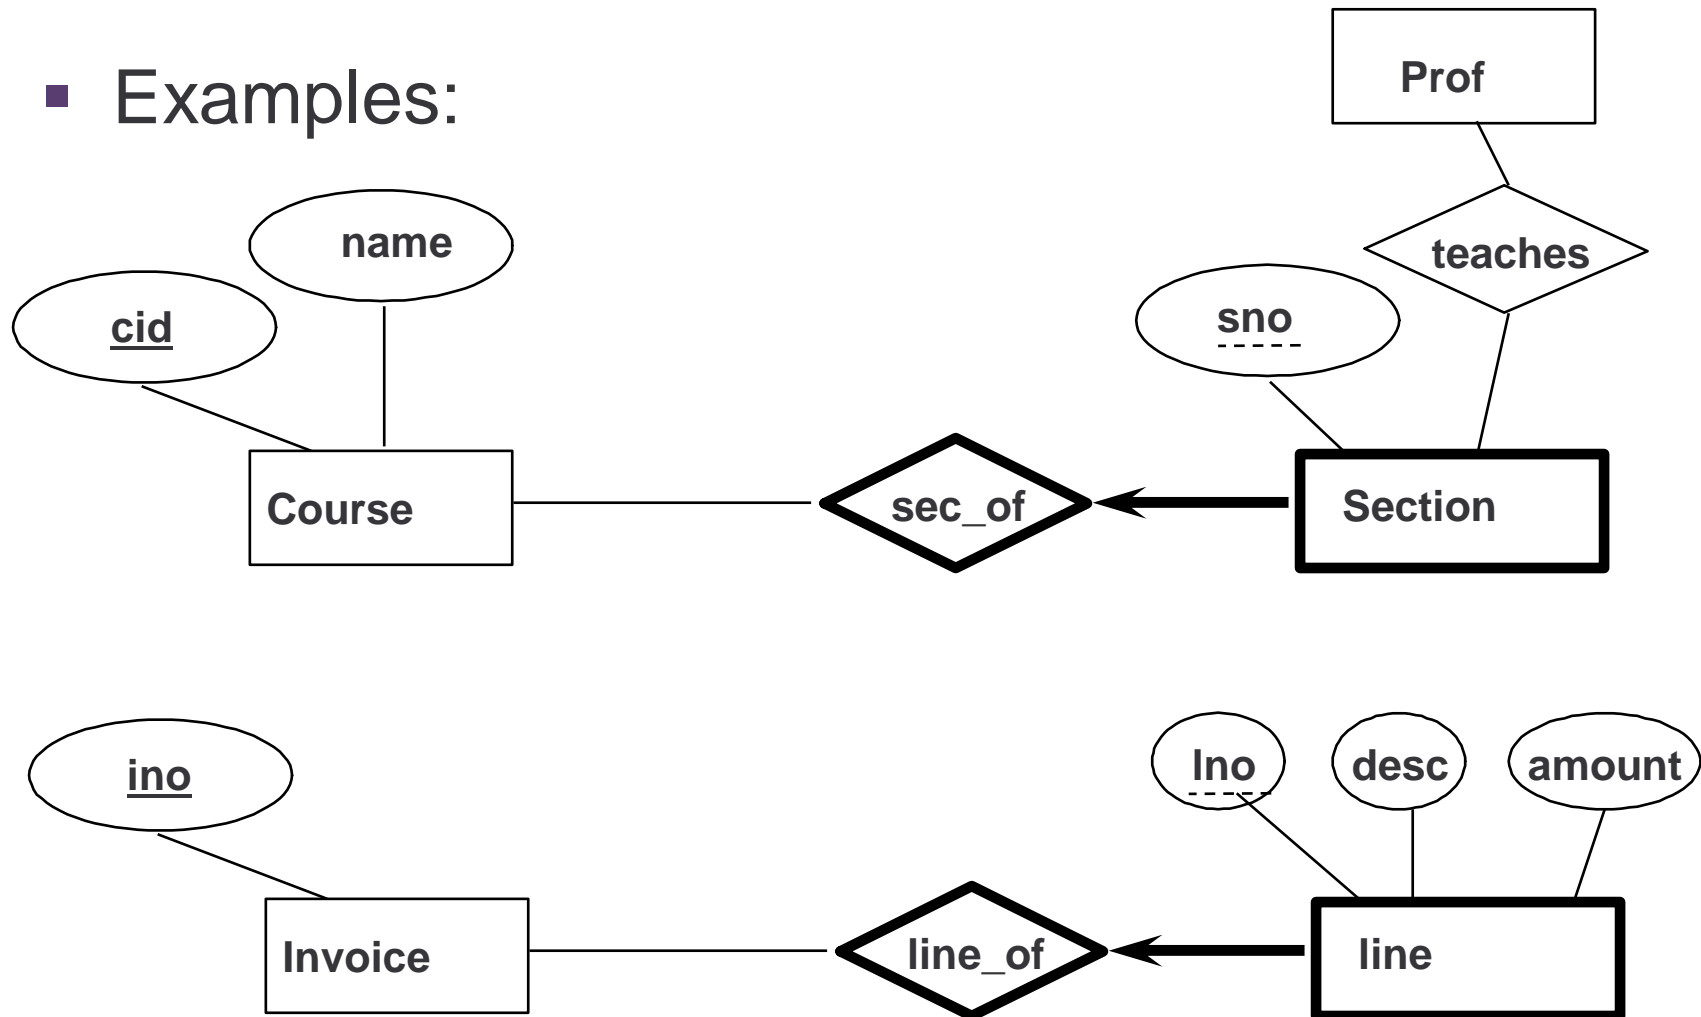 ▪ Examples:
Prof
name
teaches
cid
sno
Course
sec_of
Section
ino
lno
desc
amount
Invoice
line_of
line